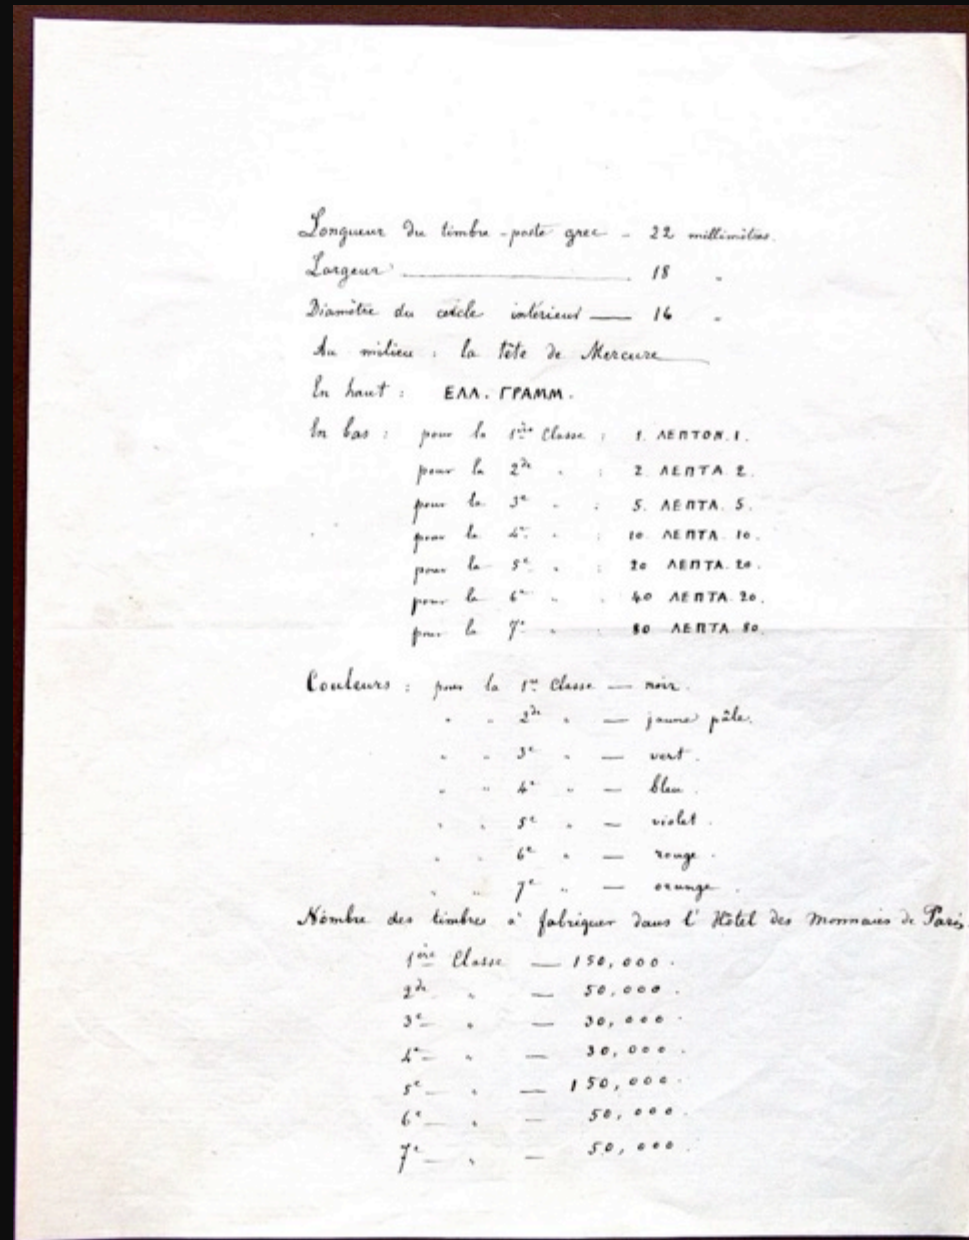 Longueur du timbre-poste grec - 22 millimètres.
Largeur ——— 18 "
Diamètre du cercle intérieur — 16 "
Au milieu : la tête de Mercure
En haut : ΕΛΛ. ΓΡΑΜΜ.
En bas : pour la 1ère Classe : 1. ΛΕΠΤΟΝ. 1.
pour la 2de " : 2. ΛΕΠΤΑ 2.
pour la 3e " : 5. ΛΕΠΤΑ. 5.
pour la 4e " : 10. ΛΕΠΤΑ. 10.
pour la 5e " : 20 ΛΕΠΤΑ. 20.
pour la 6e " : 40 ΛΕΠΤΑ. 20.
pour la 7e " : 80 ΛΕΠΤΑ 80.
Couleurs : pour la 1re Classe — noir.
" " 2de " — jaune pâle.
" " 3e " — vert.
" " 4e " — bleu.
" " 5e " — violet.
" " 6e " — rouge.
" " 7e " — orange.
Nombre des timbres à fabriquer dans l'Hôtel des Monnaies de Paris.
1ère Classe — 150,000.
2de " — 50,000.
3e " — 30,000.
4e " — 30,000.
5e " — 150,000.
6e " — 50,000.
7e " — 50,000.